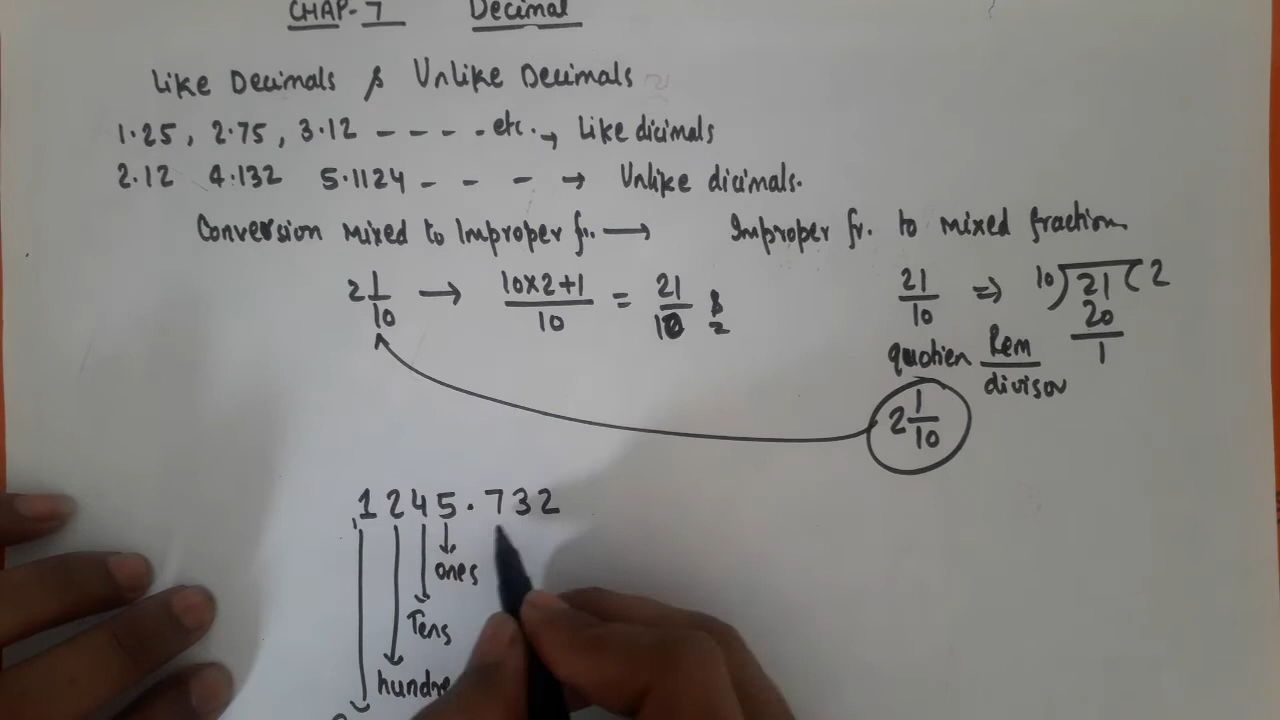 CHAP-7 Decimal
Like Decimals & Unlike Decimals
1.25, 2.75, 3.12 - - - - etc. → Like dicimals
2.12 4.132 5.1124 - - - → Unlike dicimals.
Conversion Mixed to Improper fr. → Improper fr. to mixed fraction
2 1/10 → 10x2+1/10 = 21/10
21/10 ⇒ 10)21(2
20
1
quotien Rem/divisor
2 1/10
1245.732
ones
Tens
hundre